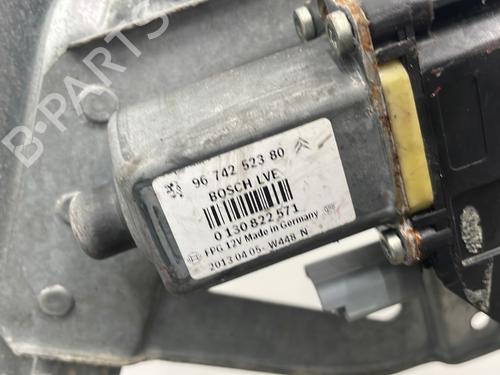 B-PARTS
96 742 523 80
BOSCH LVE
0 130 822 571
FPG 12V Made in Germany
2013 04 05 - W448 N